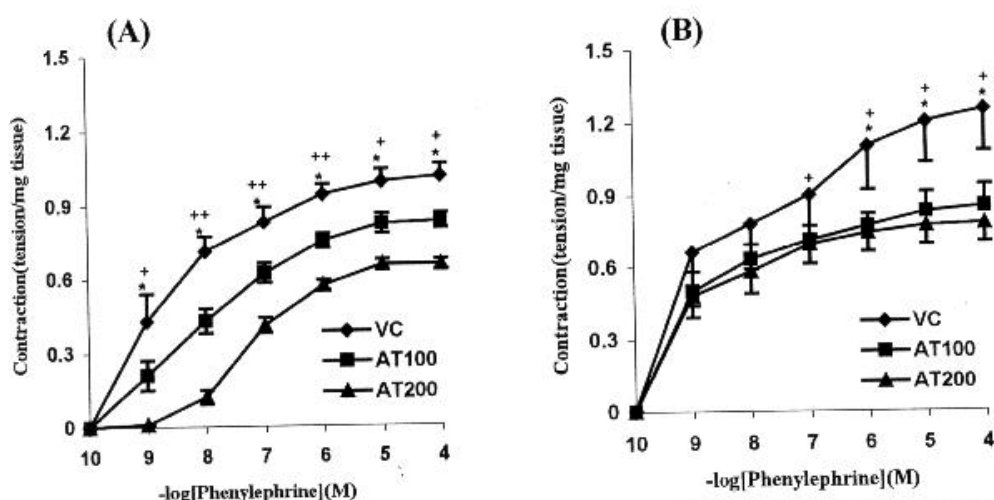 (A)
1.5
1.2
0.9
0.6
0.3
0
Contraction(tension/mg tissue)
+
*
++
*
++
*
++
*
+
*
+
*
VC
AT100
AT200
10 9 8 7 6 5 4
-log[Phenylephrine](M)
(B)
1.5
1.2
0.9
0.6
0.3
0
Contraction(tension/mg tissue)
+
+
*
+
*
+
*
VC
AT100
AT200
10 9 8 7 6 5 4
-log[Phenylephrine](M)